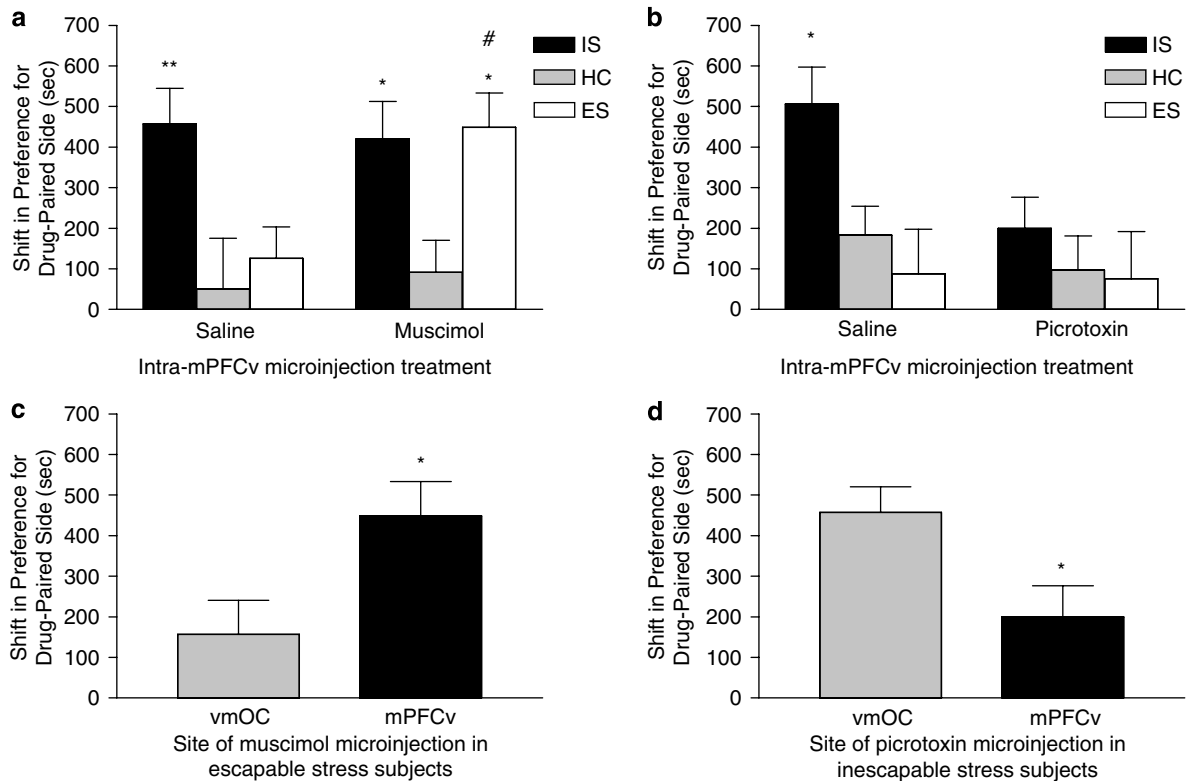 a
Shift in Preference for
Drug-Paired Side (sec)
700
600
500
400
300
200
100
0
**
*
#
*
IS
HC
ES
Saline
Muscimol
Intra-mPFCv microinjection treatment
b
Shift in Preference for
Drug-Paired Side (sec)
700
600
500
400
300
200
100
0
*
IS
HC
ES
Saline
Picrotoxin
Intra-mPFCv microinjection treatment
c
Shift in Preference for
Drug-Paired Side (sec)
700
600
500
400
300
200
100
0
*
vmOC
mPFCv
Site of muscimol microinjection in
escapable stress subjects
d
Shift in Preference for
Drug-Paired Side (sec)
700
600
500
400
300
200
100
0
*
vmOC
mPFCv
Site of picrotoxin microinjection in
inescapable stress subjects